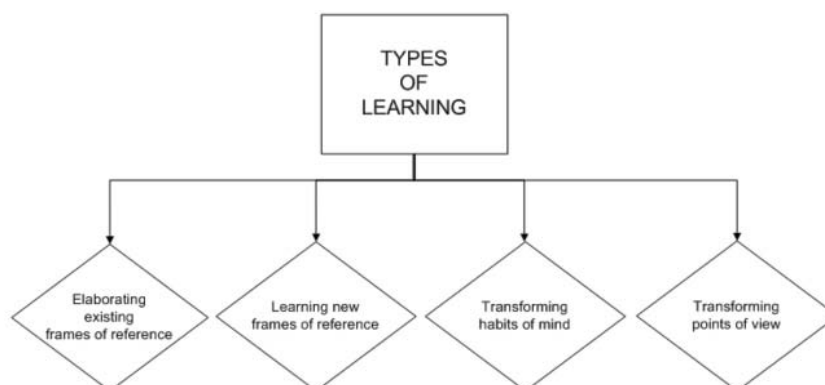 TYPES
OF
LEARNING
Elaborating
existing
frames of reference
Learning new
frames of reference
Transforming
habits of mind
Transforming
points of view